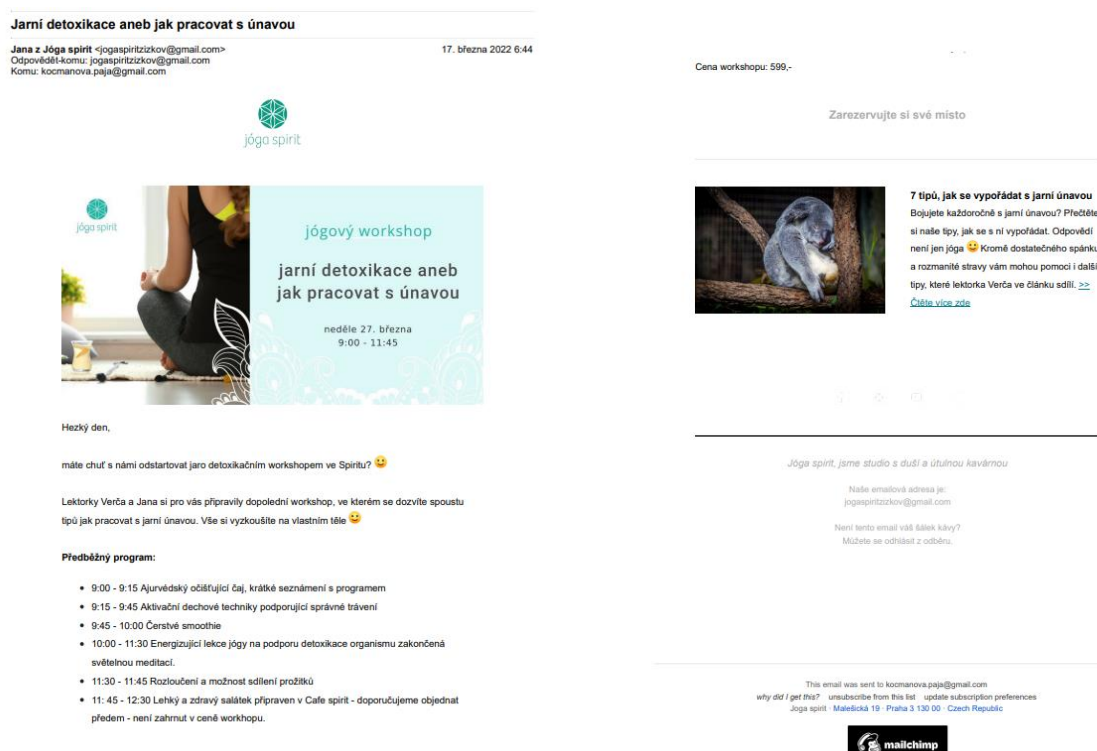 Jarní detoxikace aneb jak pracovat s únavou
Jana z Jóga spirit <jogaspiritzizkov@gmail.com>
17. března 2022 6:44
Odpovědět-komu: jogaspiritzizkov@gmail.com
Komu: kocmanova.paja@gmail.com
jóga spirit
jóga spirit
jógový workshop
jarní detoxikace aneb
jak pracovat s únavou
neděle 27. března
9:00 - 11:45
Hezký den,
máte chuť s námi odstartovat jaro detoxikačním workshopem ve Spiritu? 😀
Lektorky Verča a Jana si pro vás připravily dopolední workshop, ve kterém se dozvíte spoustu
tipů jak pracovat s jarní únavou. Vše si vyzkoušíte na vlastním těle 😀
Předběžný program:
• 9:00 - 9:15 Ajurvédský očišťující čaj, krátké seznámení s programem
• 9:15 - 9:45 Aktivační dechové techniky podporující správné trávení
• 9:45 - 10:00 Čerstvé smoothie
• 10:00 - 11:30 Energizující lekce jógy na podporu detoxikace organismu zakončená
světelnou meditací.
• 11:30 - 11:45 Rozloučení a možnost sdílení prožitků
• 11: 45 - 12:30 Lehký a zdravý salátek připraven v Cafe spirit - doporučujeme objednat
předem - není zahrnut v ceně workhopu.
Cena workshopu: 599,-
Zarezervujte si své místo
7 tipů, jak se vypořádat s jarní únavou
Bojujete každoročně s jarní únavou? Přečtěte
si naše tipy, jak se s ní vypořádat. Odpovědí
není jen jóga 😀 Kromě dostatečného spánku
a rozmanité stravy vám mohou pomoci i další
tipy, které lektorka Verča ve článku sdílí. >>
Čtěte více zde
Jóga spirit, jsme studio s duší a útulnou kavárnou
Naše emailová adresa je:
jogaspiritzizkov@gmail.com
Není tento email váš šálek kávy?
Můžete se odhlásit z odběru.
This email was sent to kocmanova.paja@gmail.com
why did I get this? unsubscribe from this list update subscription preferences
Joga spirit · Malešická 19 · Praha 3 130 00 · Czech Republic
mailchimp